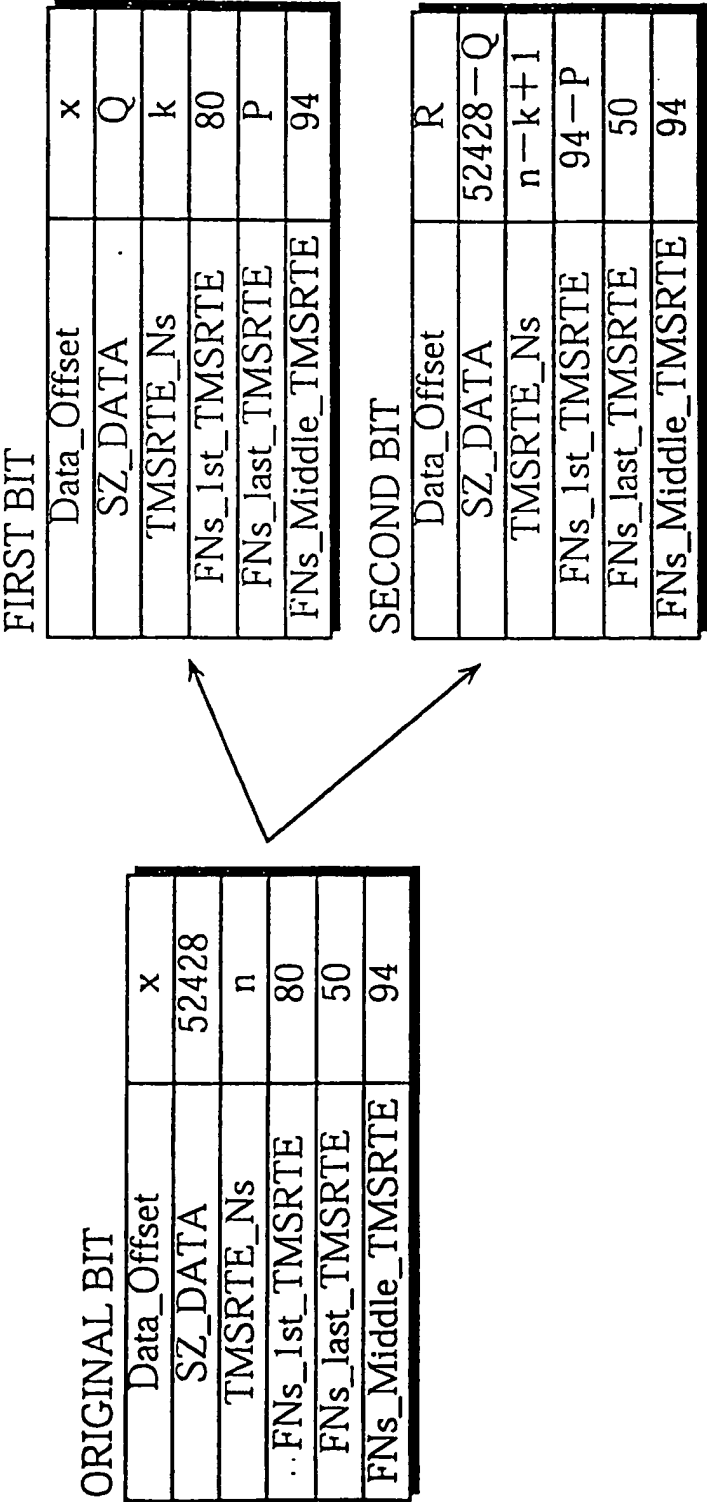 ORIGINAL BIT
Data_Offset x
SZ_DATA 52428
TMSRTE_Ns n
FNs_1st_TMSRTE 80
FNs_last_TMSRTE 50
FNs_Middle_TMSRTE 94
FIRST BIT
Data_Offset x
SZ_DATA Q
TMSRTE_Ns k
FNs_1st_TMSRTE 80
FNs_last_TMSRTE P
FNs_Middle_TMSRTE 94
SECOND BIT
Data_Offset R
SZ_DATA 52428-Q
TMSRTE_Ns n-k+1
FNs_1st_TMSRTE 94-P
FNs_last_TMSRTE 50
FNs_Middle_TMSRTE 94